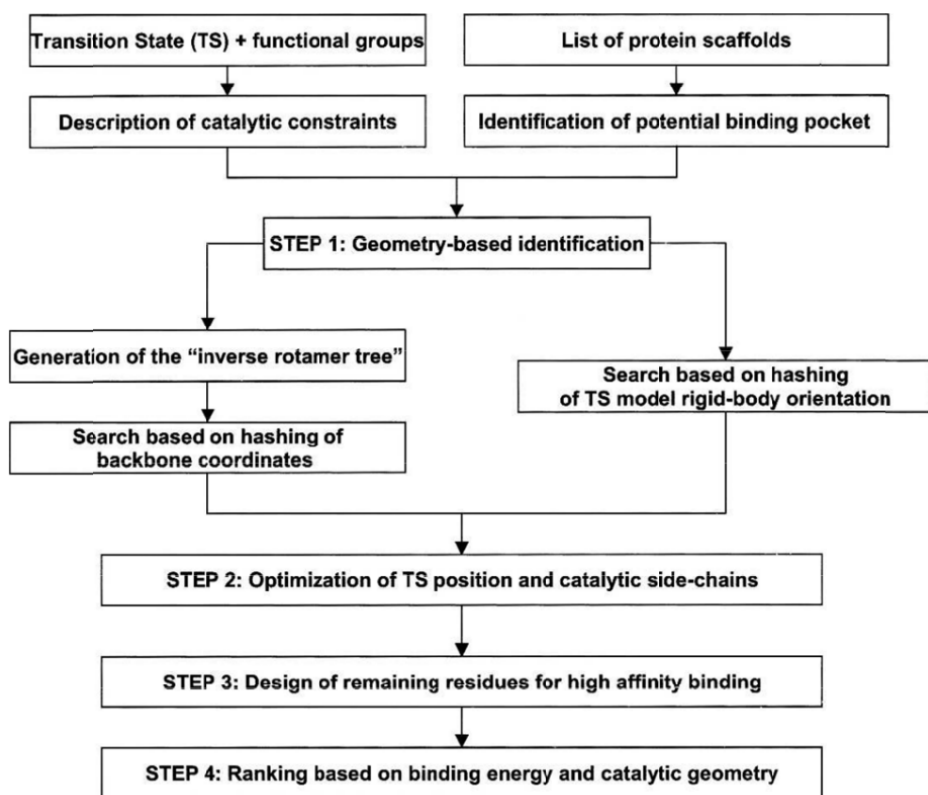 Transition State (TS) + functional groups
List of protein scaffolds
Description of catalytic constraints
Identification of potential binding pocket
STEP 1: Geometry-based identification
Generation of the “inverse rotamer tree”
Search based on hashing
of TS model rigid-body orientation
Search based on hashing of
backbone coordinates
STEP 2: Optimization of TS position and catalytic side-chains
STEP 3: Design of remaining residues for high affinity binding
STEP 4: Ranking based on binding energy and catalytic geometry